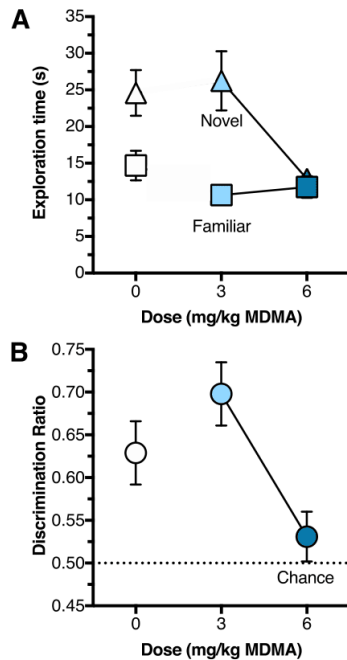 A
35
30
25
20
15
10
5
0
Exploration time (s)
Novel
Familiar
0 3 6
Dose (mg/kg MDMA)
B
0.75
0.70
0.65
0.60
0.55
0.50
0.45
Discrimination Ratio
Chance
0 3 6
Dose (mg/kg MDMA)